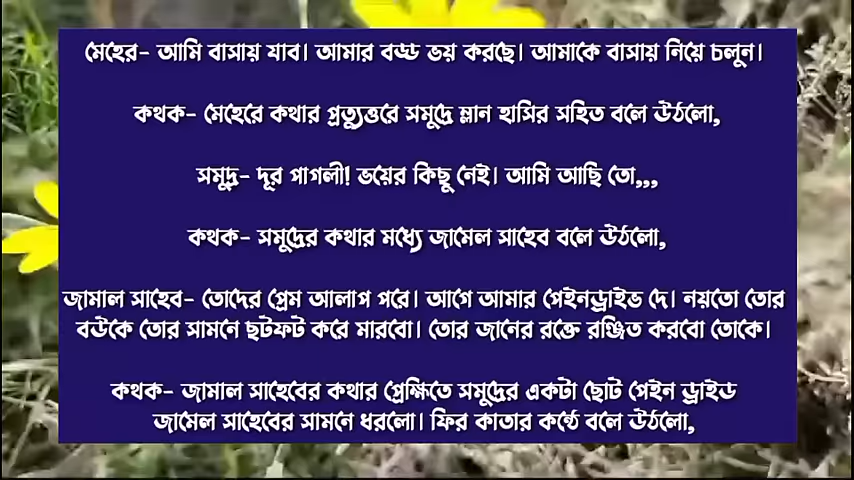 মেহের- আমি বাসায় যাব। আমার বড্ড ভয় করছে। আমাকে বাসায় নিয়ে চলুন।
কথক- মেহেরে কথার প্রত্যুত্তরে সমুদ্রে ম্লান হাসির সহিত বলে উঠলো,
সমুদ্র- দূর পাগলী! ভয়ের কিছু নেই। আমি আছি তো,,,
কথক- সমুদ্রের কথার মধ্যে জামেল সাহেব বলে উঠলো,
জামাল সাহেব- তোদের প্রেম আলাপ পরে। আগে আমার পেইনড্রাইভ দে। নয়তো তোর
বউকে তোর সামনে ছটফট করে মারবো। তোর জানের রক্তে রঞ্জিত করবো তোকে।
কথক- জামাল সাহেবের কথার প্রেক্ষিতে সমুদ্রের একটা ছোট পেইন ড্রাইভ
জামেল সাহেবের সামনে ধরলো। ফির কাতার কন্ঠে বলে উঠলো,